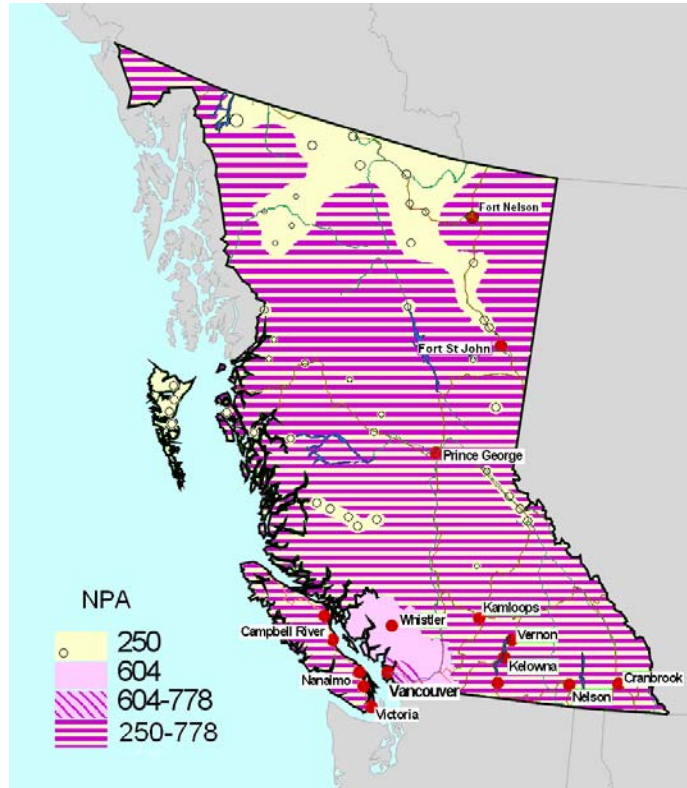 Fort Nelson
Fort St John
Prince George
NPA
250
604
604-778
250-778
Whistler
Kamloops
Campbell River
Vernon
Kelowna
Cranbrook
Nanaimo
Vancouver
Nelson
Victoria